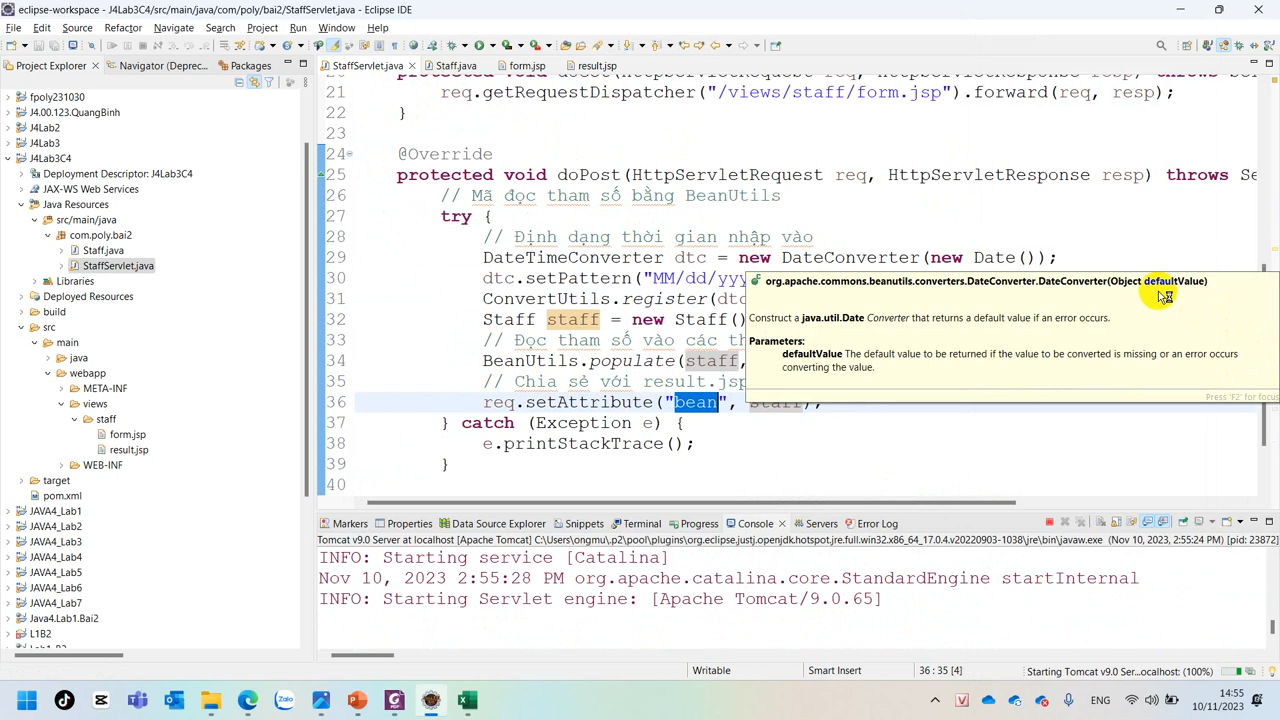 eclipse-workspace - J4Lab3C4/src/main/java/com/poly/bai2/StaffServlet.java - Eclipse IDE
File Edit Source Refactor Navigate Search Project Run Window Help
Project Explorer Navigator (Deprec... Packages
StaffServlet.java Staff.java form.jsp result.jsp
fpoly231030
J4.00.123.QuangBinh
J4Lab2
J4Lab3
J4Lab3C4
Deployment Descriptor: J4Lab3C4
JAX-WS Web Services
Java Resources
src/main/java
com.poly.bai2
Staff.java
StaffServlet.java
Libraries
Deployed Resources
build
src
main
java
webapp
META-INF
views
staff
form.jsp
result.jsp
WEB-INF
target
pom.xml
JAVA4_Lab1
JAVA4_Lab2
JAVA4_Lab3
JAVA4_Lab4
JAVA4_Lab5
JAVA4_Lab6
JAVA4_Lab7
Java4.Lab1.Bai2
L1B2
21 req.getRequestDispatcher("/views/staff/form.jsp").forward(req, resp);
22 }
23
24 @Override
25 protected void doPost(HttpServletRequest req, HttpServletResponse resp) throws Se
26 // Mã đọc tham số bằng BeanUtils
27 try {
28 // Định dạng thời gian nhập vào
29 DateTimeConverter dtc = new DateConverter(new Date());
30 dtc.setPattern("MM/dd/yyy
31 ConvertUtils.register(dtc
32 Staff staff = new Staff()
33 // Đọc tham số vào các th
34 BeanUtils.populate(staff,
35 // Chia sẻ với result.jsp
36 req.setAttribute("bean", staff);
37 } catch (Exception e) {
38 e.printStackTrace();
39 }
40
org.apache.commons.beanutils.converters.DateConverter.DateConverter(Object defaultValue)
Construct a java.util.Date Converter that returns a default value if an error occurs.
Parameters:
defaultValue The default value to be returned if the value to be converted is missing or an error occurs
converting the value.
Press 'F2' for focus
Markers Properties Data Source Explorer Snippets Terminal Progress Console Servers Error Log
Tomcat v9.0 Server at localhost [Apache Tomcat] C:\Users\ongmu\.p2\pool\plugins\org.eclipse.justj.openjdk.hotspot.jre.full.win32.x86_64_17.0.4.v20220903-1038\jre\bin\javaw.exe (Nov 10, 2023, 2:55:24 PM) [pid: 23872]
INFO: Starting service [Catalina]
Nov 10, 2023 2:55:28 PM org.apache.catalina.core.StandardEngine startInternal
INFO: Starting Servlet engine: [Apache Tomcat/9.0.65]
Writable Smart Insert 36 : 35 [4] Starting Tomcat v9.0 Ser...ocalhost: (100%)
ENG 14:55
10/11/2023